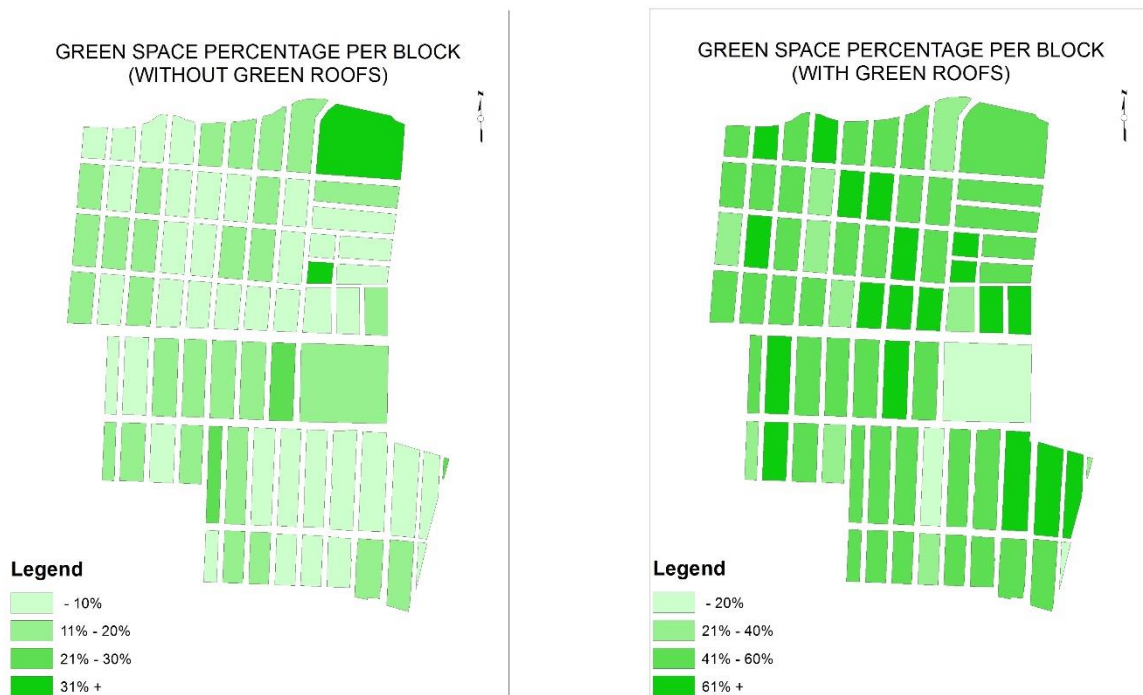 GREEN SPACE PERCENTAGE PER BLOCK
(WITHOUT GREEN ROOFS)
N
Legend
- 10%
11% - 20%
21% - 30%
31% +
GREEN SPACE PERCENTAGE PER BLOCK
(WITH GREEN ROOFS)
N
Legend
- 20%
21% - 40%
41% - 60%
61% +